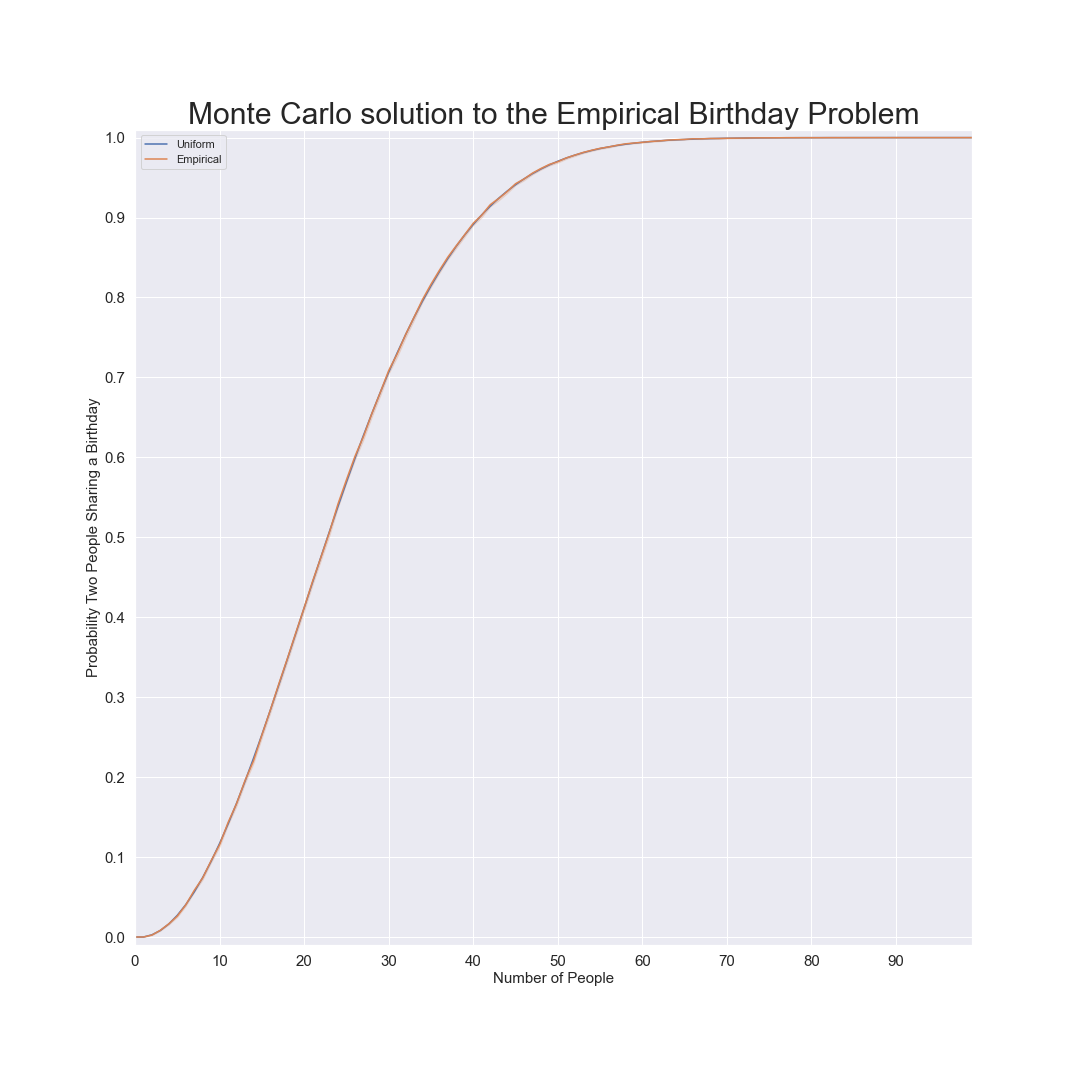 Monte Carlo solution to the Empirical Birthday Problem
Uniform
Empirical
1.0
0.9
0.8
0.7
0.6
0.5
0.4
0.3
0.2
0.1
0.0
Probability Two People Sharing a Birthday
0 10 20 30 40 50 60 70 80 90
Number of People